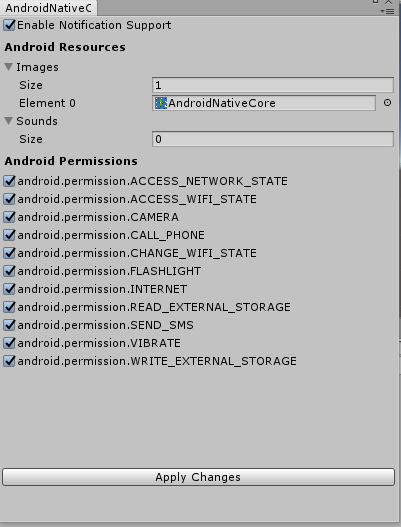 AndroidNativeC
Enable Notification Support
Android Resources
Images
Size 1
Element 0 AndroidNativeCore
Sounds
Size 0
Android Permissions
android.permission.ACCESS_NETWORK_STATE
android.permission.ACCESS_WIFI_STATE
android.permission.CAMERA
android.permission.CALL_PHONE
android.permission.CHANGE_WIFI_STATE
android.permission.FLASHLIGHT
android.permission.INTERNET
android.permission.READ_EXTERNAL_STORAGE
android.permission.SEND_SMS
android.permission.VIBRATE
android.permission.WRITE_EXTERNAL_STORAGE
Apply Changes